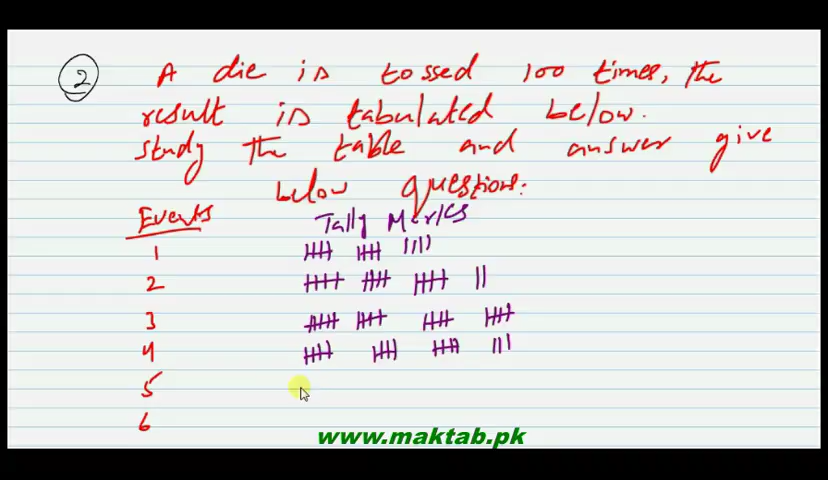 2 A die is tossed 100 times, the
result is tabulated below.
study the table and answer give
below questions.
Events Tally Marks
1 𝍸 𝍸 ||||
2 𝍸 𝍸 𝍸 ||
3 𝍸 𝍸 𝍸 𝍸
4 𝍸 𝍸 𝍸 |||
5
6
www.maktab.pk